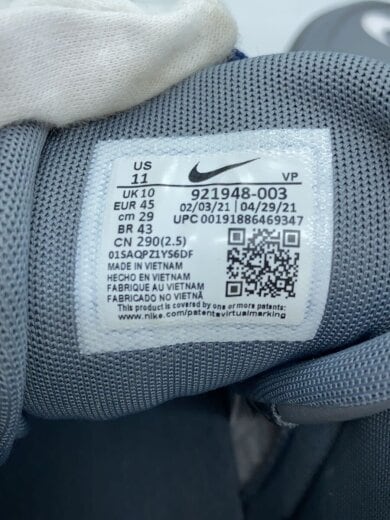 US
11
VP
UK 10
921948-003
EUR 45
02/03/21 04/29/21
cm 29
UPC 00191886469347
BR 43
CN 290(2.5)
01SAQPZ1YS6DF
MADE IN VIETNAM
HECHO EN VIETNAM
FABRIQUE AU VIETNAM
FABRICADO NO VIETNÃ
This product is covered by one or more patents:
www.nike.com/patentsvirtualmarking